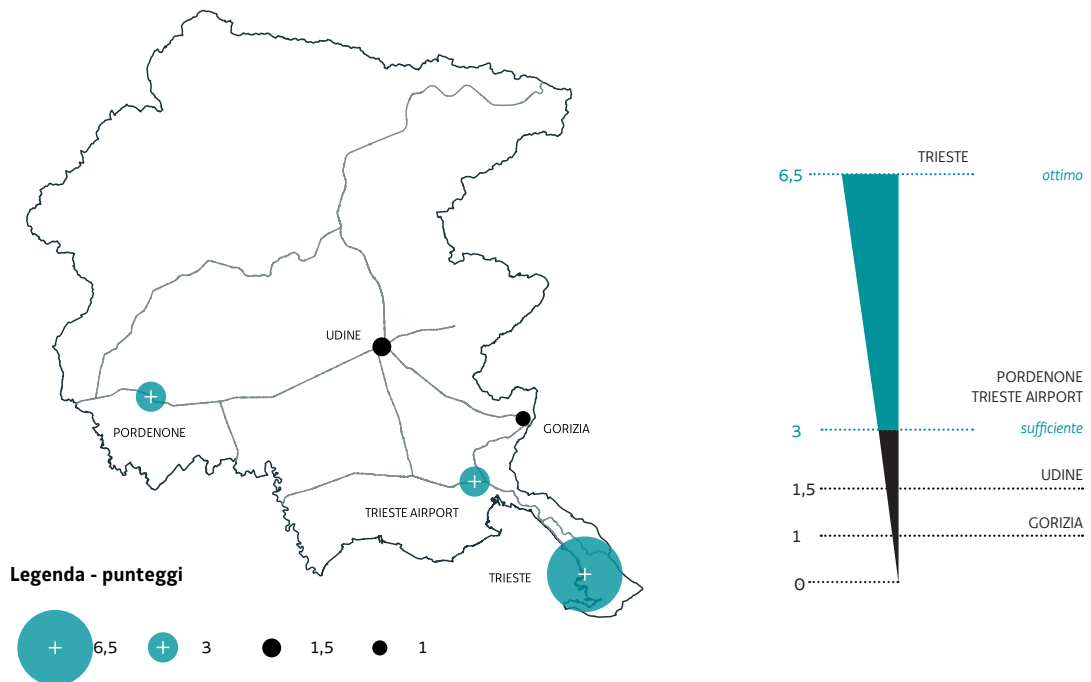 UDINE
PORDENONE
GORIZIA
TRIESTE AIRPORT
TRIESTE
Legenda - punteggi
6,5
3
1,5
1
TRIESTE
6,5
ottimo
PORDENONE
TRIESTE AIRPORT
3
sufficiente
UDINE
1,5
GORIZIA
1
0